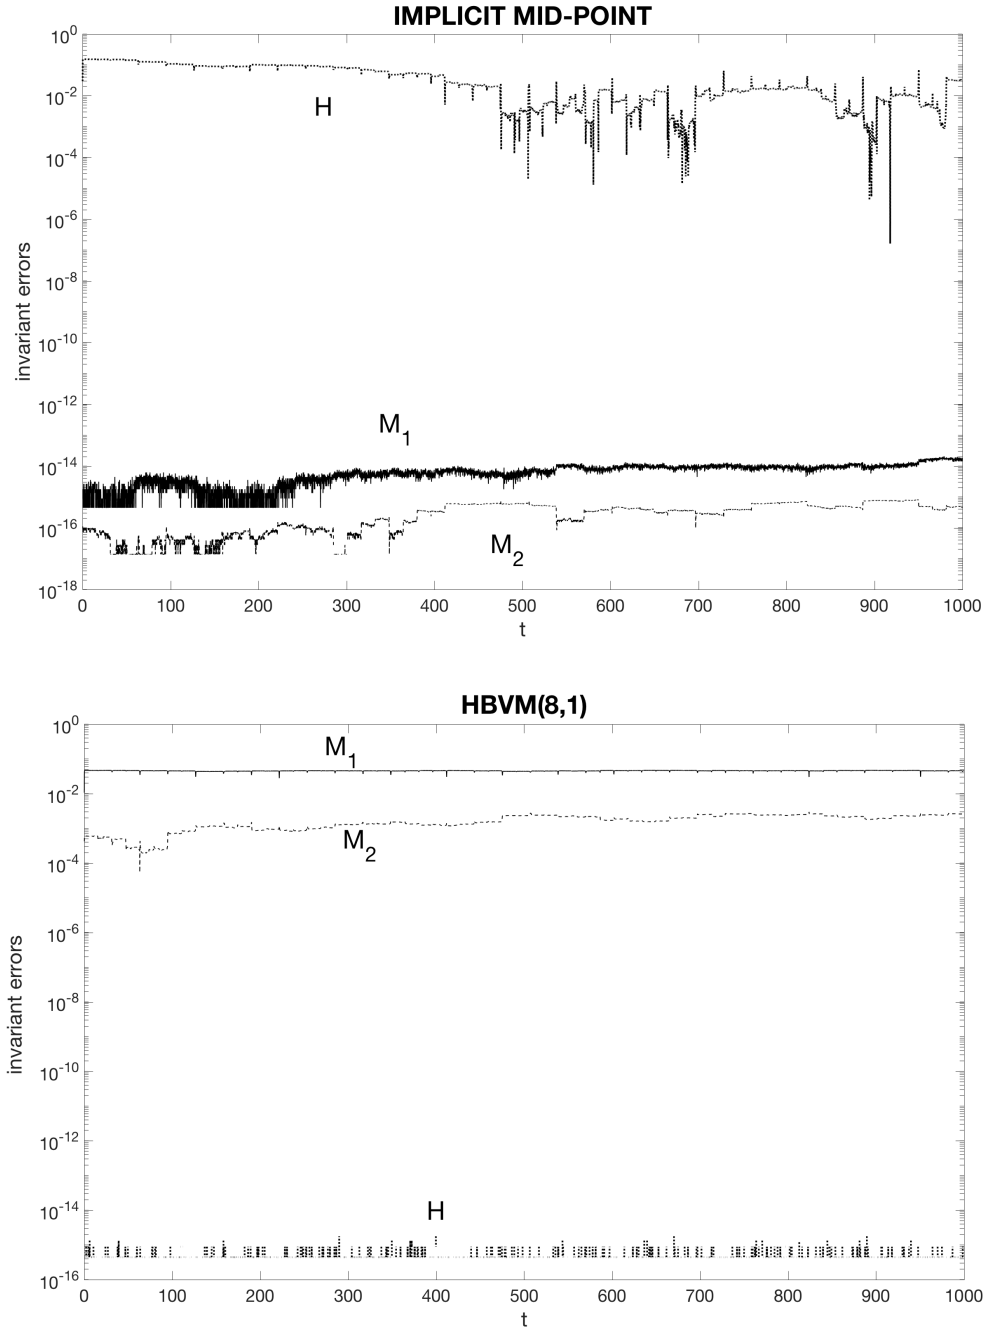 IMPLICIT MID-POINT
invariant errors
10^0
10^-2
10^-4
10^-6
10^-8
10^-10
10^-12
10^-14
10^-16
10^-18
H
M_1
M_2
0 100 200 300 400 500 600 700 800 900 1000
t
HBVM(8,1)
invariant errors
10^0
10^-2
10^-4
10^-6
10^-8
10^-10
10^-12
10^-14
10^-16
M_1
M_2
H
0 100 200 300 400 500 600 700 800 900 1000
t